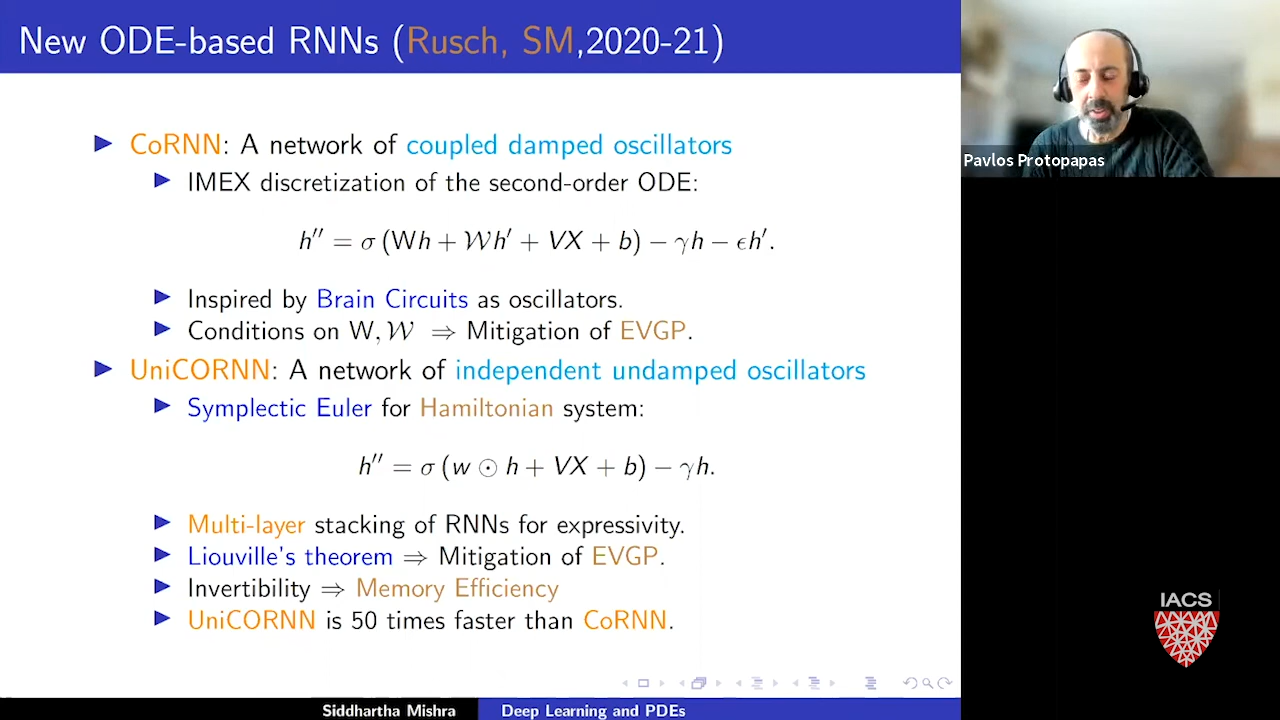 New ODE-based RNNs (Rusch, SM,2020-21)
▶ CoRNN: A network of coupled damped oscillators
▶ IMEX discretization of the second-order ODE:
h″ = σ (Wh + 𝒲h′ + VX + b) − γh − ϵh′.
▶ Inspired by Brain Circuits as oscillators.
▶ Conditions on W, 𝒲 ⇒ Mitigation of EVGP.
▶ UniCORNN: A network of independent undamped oscillators
▶ Symplectic Euler for Hamiltonian system:
h″ = σ (w ⊙ h + VX + b) − γh.
▶ Multi-layer stacking of RNNs for expressivity.
▶ Liouville's theorem ⇒ Mitigation of EVGP.
▶ Invertibility ⇒ Memory Efficiency
▶ UniCORNN is 50 times faster than CoRNN.
Siddhartha Mishra Deep Learning and PDEs
Pavlos Protopapas
IACS